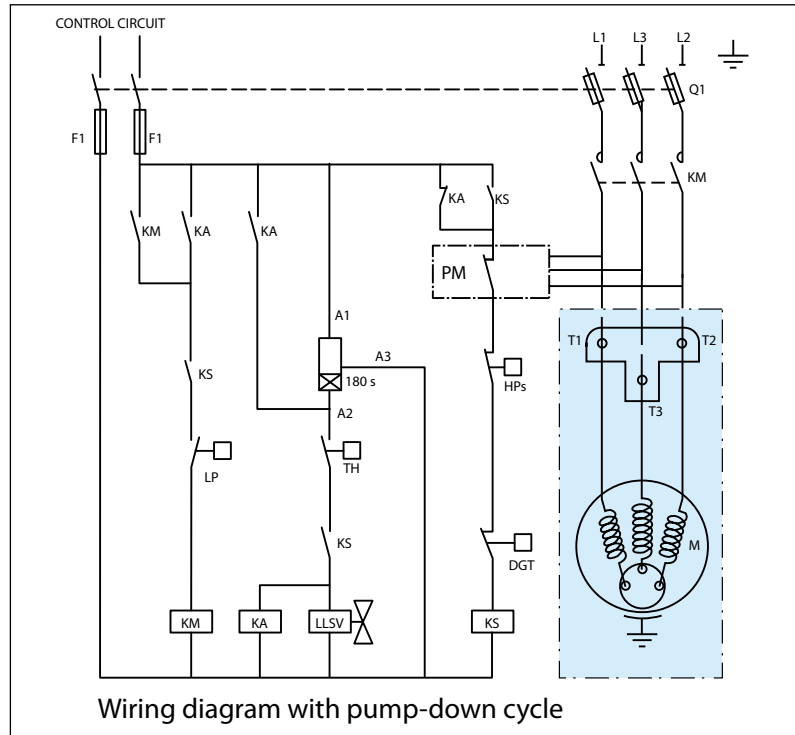 CONTROL CIRCUIT
L1 L3 L2
Q1
F1 F1
KM
KA KS
KM KA KA
PM
A1
T1 T2
A3
180 s
KS
HPs
A2
T3
LP
TH
KS
M
DGT
KM KA LLSV KS
Wiring diagram with pump-down cycle